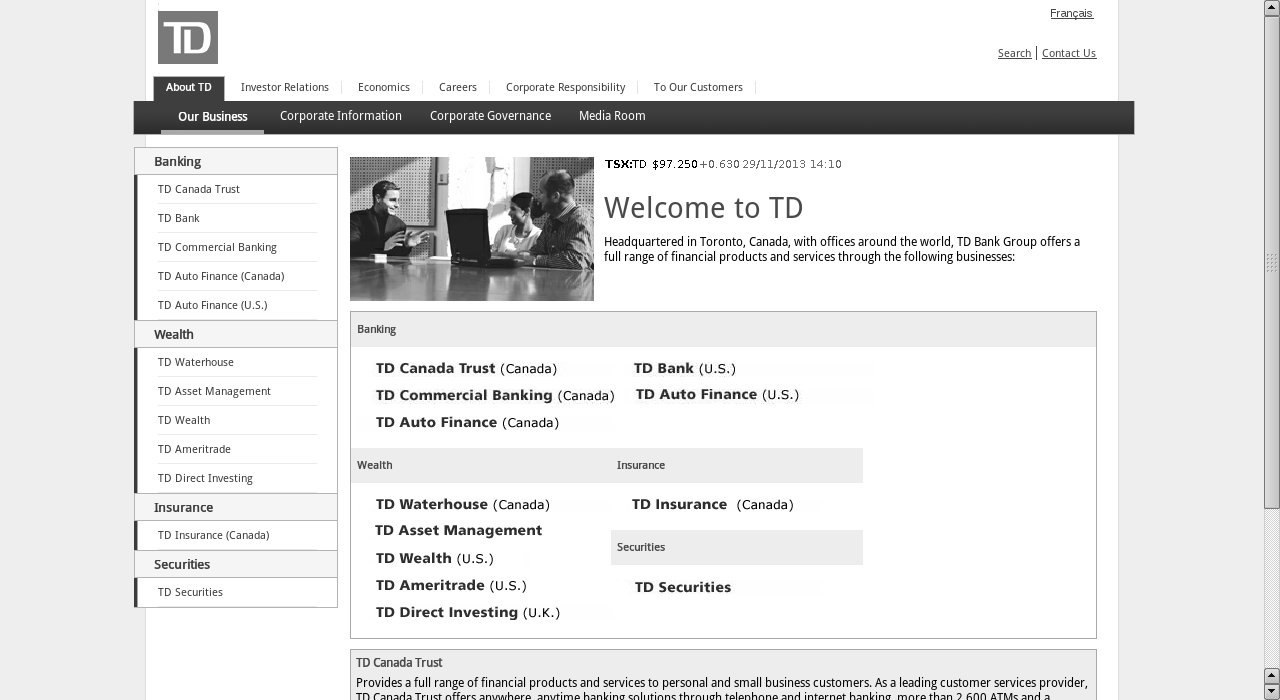 Français
TD
Search | Contact Us
About TD
Investor Relations
Economics
Careers
Corporate Responsibility
To Our Customers
Our Business
Corporate Information
Corporate Governance
Media Room
Banking
TD Canada Trust
TD Bank
TD Commercial Banking
TD Auto Finance (Canada)
TD Auto Finance (U.S.)
Wealth
TD Waterhouse
TD Asset Management
TD Wealth
TD Ameritrade
TD Direct Investing
Insurance
TD Insurance (Canada)
Securities
TD Securities
TSX:TD $97.250+0.630 29/11/2013 14:10
Welcome to TD
Headquartered in Toronto, Canada, with offices around the world, TD Bank Group offers a
full range of financial products and services through the following businesses:
Banking
TD Canada Trust (Canada)
TD Bank (U.S.)
TD Commercial Banking (Canada)
TD Auto Finance (U.S.)
TD Auto Finance (Canada)
Wealth
TD Waterhouse (Canada)
TD Asset Management
TD Wealth (U.S.)
TD Ameritrade (U.S.)
TD Direct Investing (U.K.)
Insurance
TD Insurance (Canada)
Securities
TD Securities
TD Canada Trust
Provides a full range of financial products and services to personal and small business customers. As a leading customer services provider,
TD Canada Trust offers anywhere, anytime banking solutions through telephone and internet banking, more than 2,600 ATMs and a